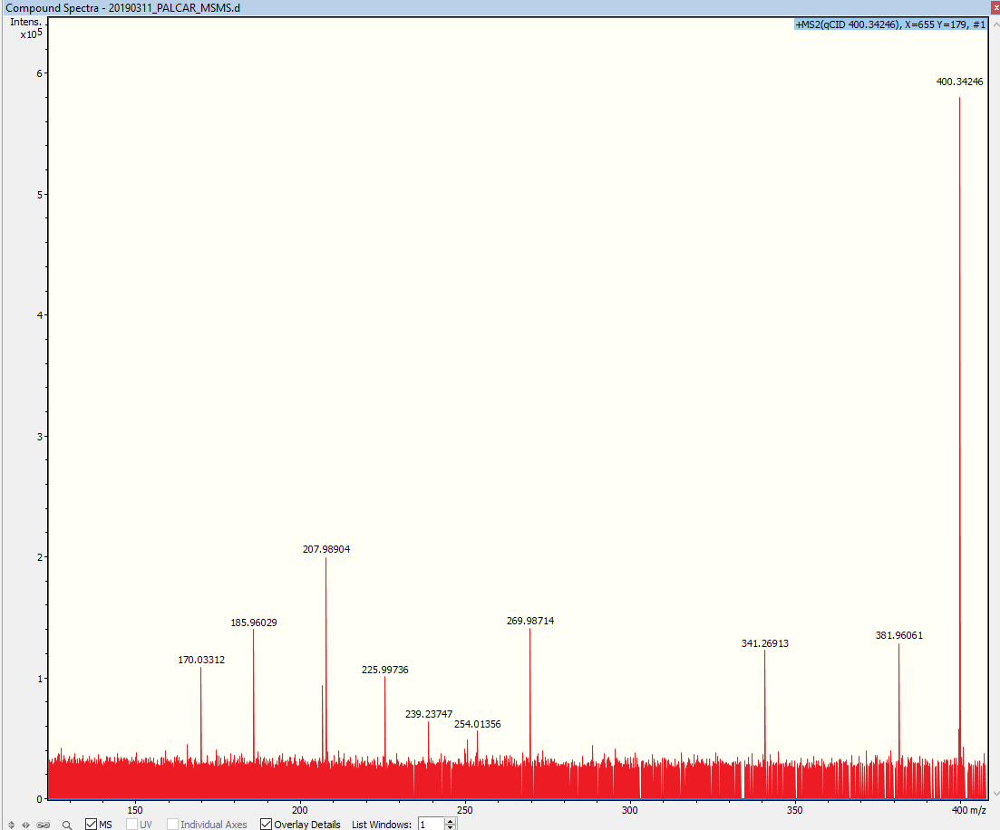 Compound Spectra - 20190311_PALCAR_MSMS.d
x
Intens.
x10⁵
+MS2(qCID 400.34246), X=655 Y=179, #1
6
400.34246
5
4
3
2
207.98904
185.96029
269.98714
381.96061
341.26913
170.03312
225.99736
1
239.23747
254.01356
0
150 200 250 300 350 400 m/z
MS UV Individual Axes Overlay Details List Windows: 1